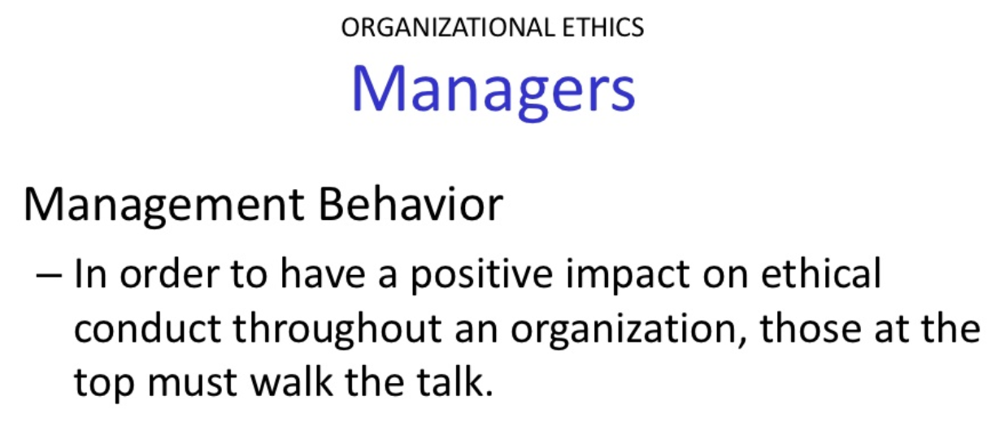 ORGANIZATIONAL ETHICS
Managers
Management Behavior
– In order to have a positive impact on ethical
conduct throughout an organization, those at the
top must walk the talk.